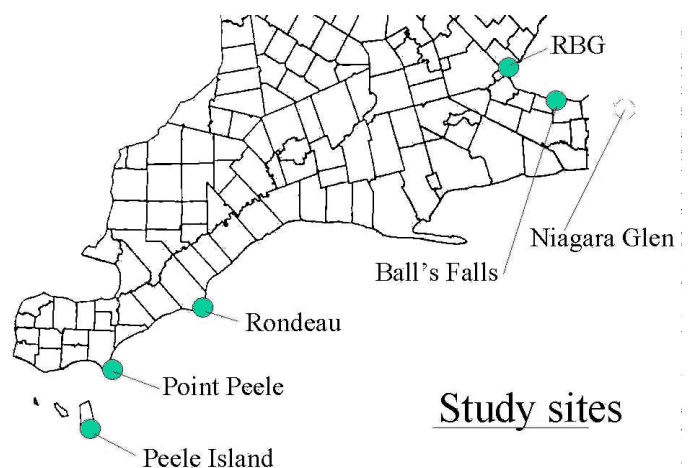 RBG
Niagara Glen
Ball's Falls
Rondeau
Point Peele
Study sites
Peele Island